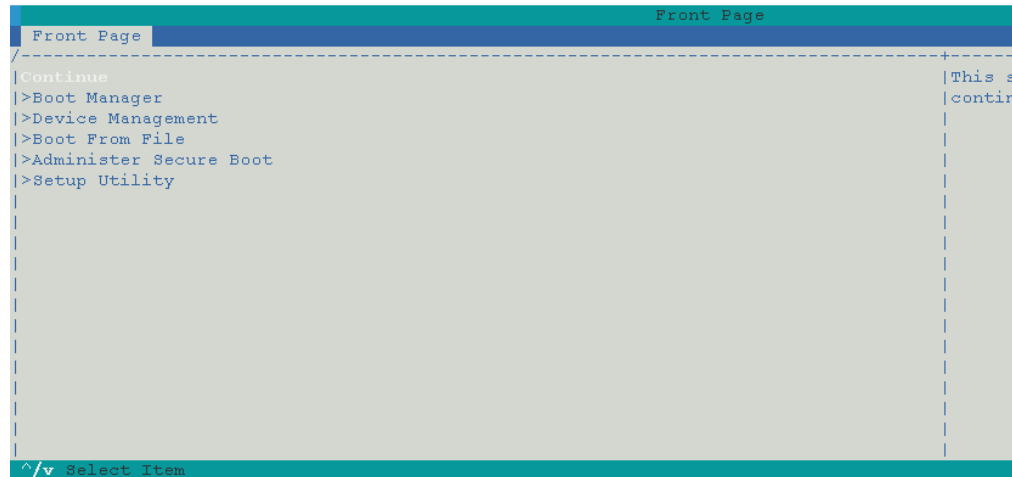 Front Page
Front Page
Continue This s
>Boot Manager contin
>Device Management
>Boot From File
>Administer Secure Boot
>Setup Utility
^/v Select Item